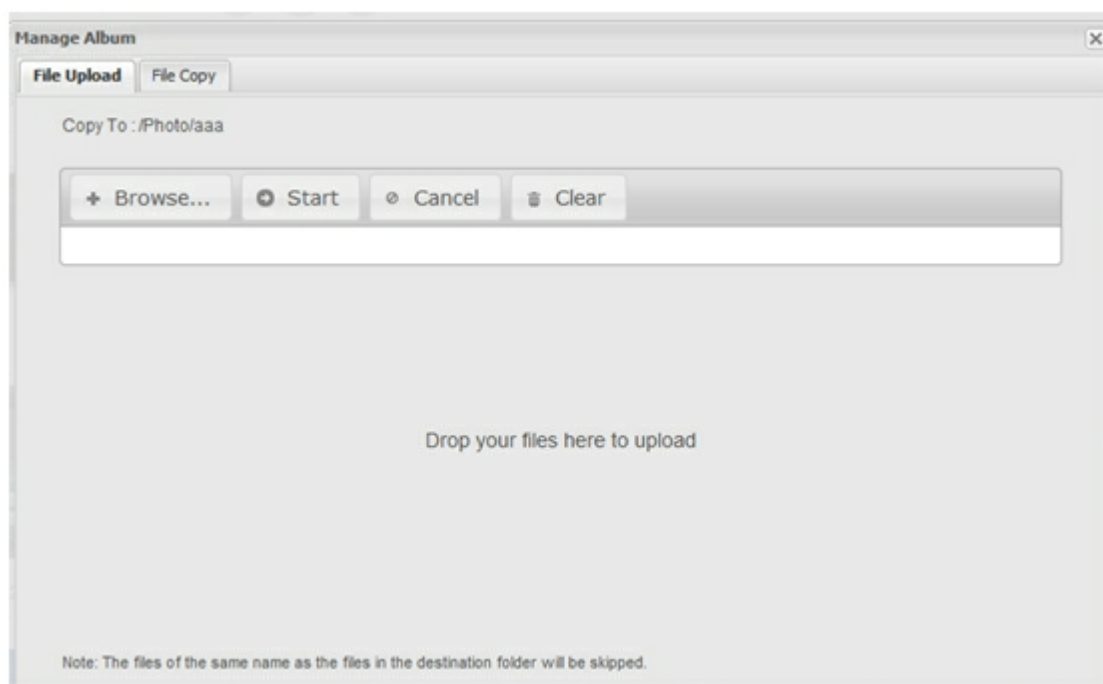 Manage Album
File Upload File Copy
Copy To : /Photo/aaa
Browse... Start Cancel Clear
Drop your files here to upload
Note: The files of the same name as the files in the destination folder will be skipped.